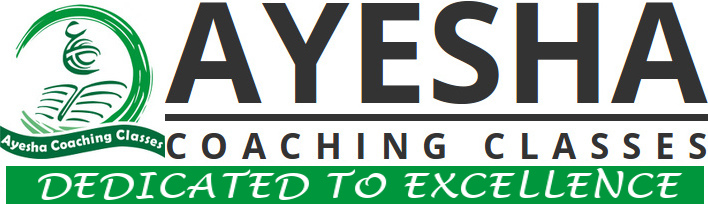 Ayesha Coaching Classes
AYESHA
COACHING CLASSES
DEDICATED TO EXCELLENCE